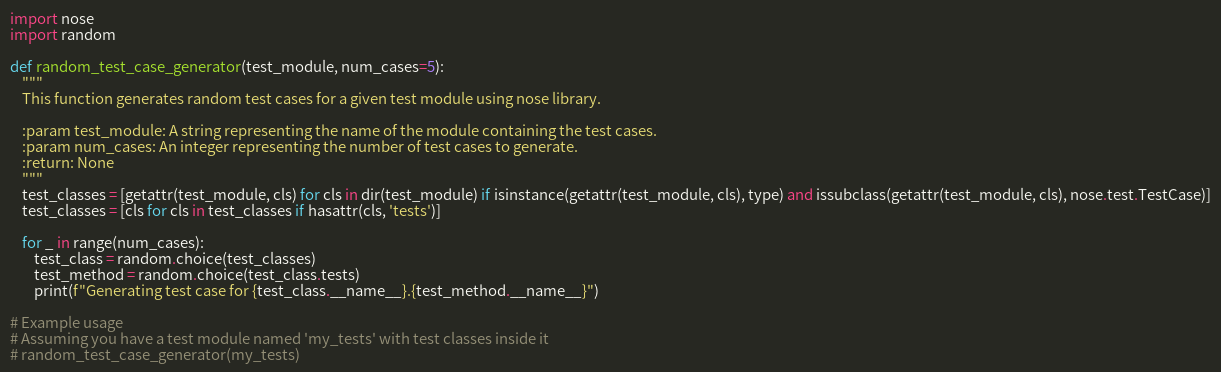 import nose
import random

def random_test_case_generator(test_module, num_cases=5):
    """
    This function generates random test cases for a given test module using nose library.

    :param test_module: A string representing the name of the module containing the test cases.
    :param num_cases: An integer representing the number of test cases to generate.
    :return: None
    """
    test_classes = [getattr(test_module, cls) for cls in dir(test_module) if isinstance(getattr(test_module, cls), type) and issubclass(getattr(test_module, cls), nose.test.TestCase)]
    test_classes = [cls for cls in test_classes if hasattr(cls, 'tests')]

    for _ in range(num_cases):
        test_class = random.choice(test_classes)
        test_method = random.choice(test_class.tests)
        print(f"Generating test case for {test_class.__name__}.{test_method.__name__}")

# Example usage
# Assuming you have a test module named 'my_tests' with test classes inside it
# random_test_case_generator(my_tests)